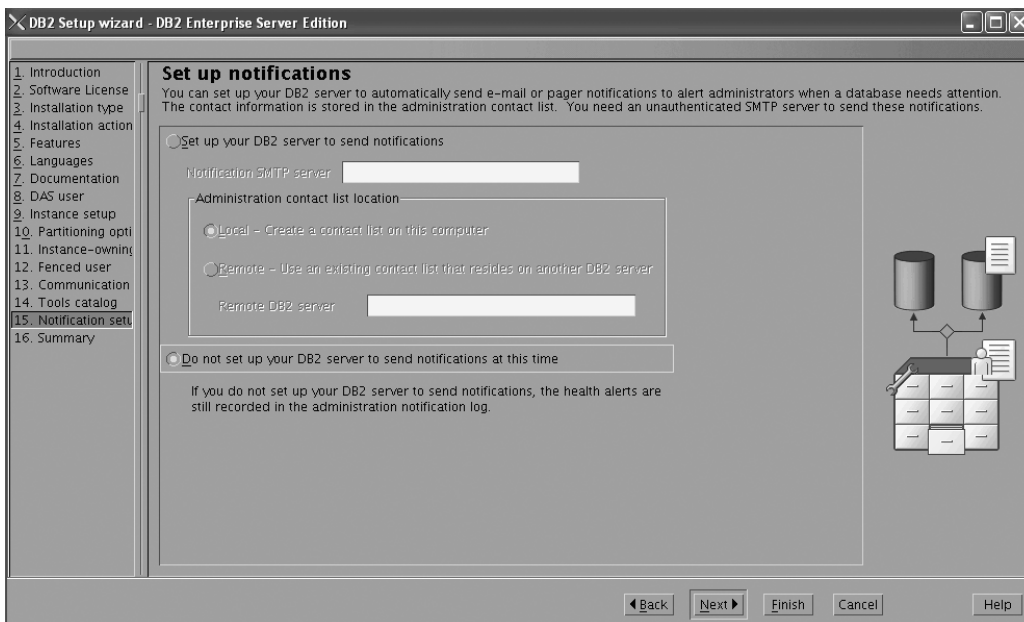 DB2 Setup wizard - DB2 Enterprise Server Edition
1. Introduction
2. Software License
3. Installation type
4. Installation action
5. Features
6. Languages
7. Documentation
8. DAS user
9. Instance setup
10. Partitioning opti
11. Instance-owning
12. Fenced user
13. Communication
14. Tools catalog
15. Notification setu
16. Summary
Set up notifications
You can set up your DB2 server to automatically send e-mail or pager notifications to alert administrators when a database needs attention.
The contact information is stored in the administration contact list. You need an unauthenticated SMTP server to send these notifications.
Set up your DB2 server to send notifications
Notification SMTP server
Administration contact list location
Local - Create a contact list on this computer
Remote - Use an existing contact list that resides on another DB2 server
Remote DB2 server
Do not set up your DB2 server to send notifications at this time
If you do not set up your DB2 server to send notifications, the health alerts are
still recorded in the administration notification log.
Back Next Finish Cancel Help